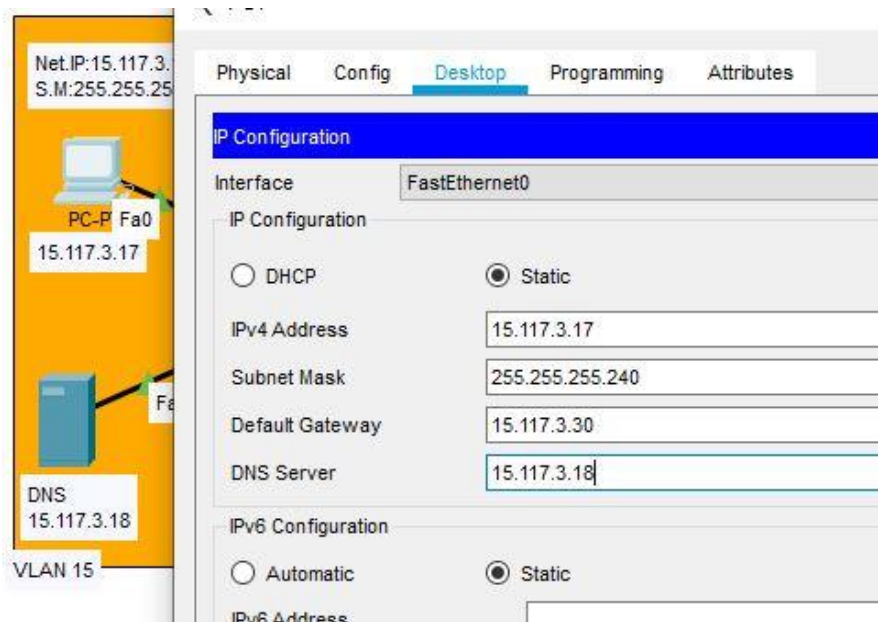 Net.IP:15.117.3.
S.M:255.255.25
PC-P
Fa0
15.117.3.17
DNS
15.117.3.18
VLAN 15
Physical Config Desktop Programming Attributes
IP Configuration
Interface FastEthernet0
IP Configuration
DHCP Static
IPv4 Address 15.117.3.17
Subnet Mask 255.255.255.240
Default Gateway 15.117.3.30
DNS Server 15.117.3.18
IPv6 Configuration
Automatic Static
IPv6 Address